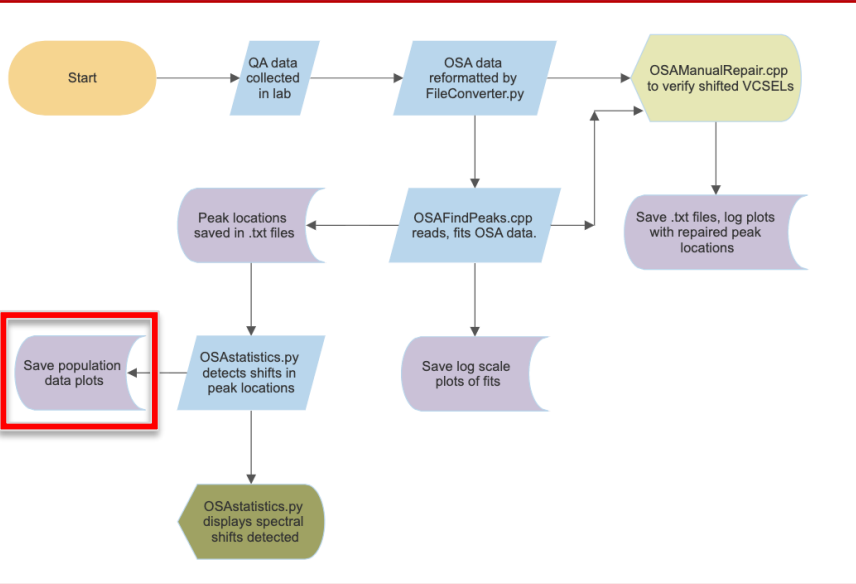 Start
QA data
collected
in lab
OSA data
reformatted by
FileConverter.py
OSAManualRepair.cpp
to verify shifted VCSELs
Peak locations
saved in .txt files
OSAFindPeaks.cpp
reads, fits OSA data.
Save .txt files, log plots
with repaired peak
locations
Save population
data plots
OSAstatistics.py
detects shifts in
peak locations
Save log scale
plots of fits
OSAstatistics.py
displays spectral
shifts detected